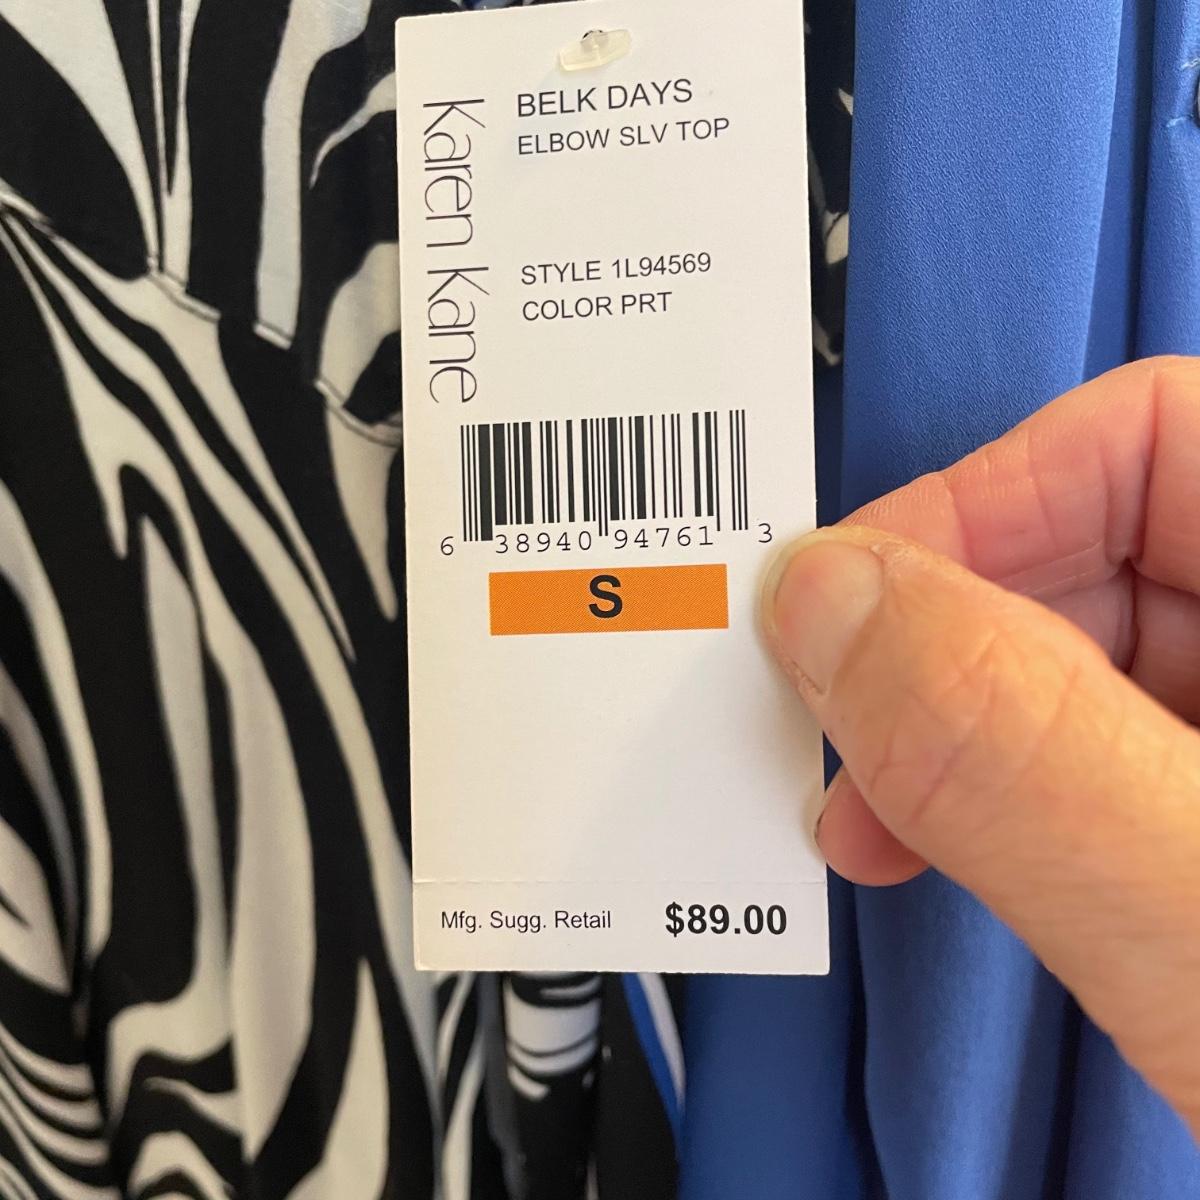 Karen Kane
BELK DAYS
ELBOW SLV TOP
STYLE 1L94569
COLOR PRT
6 38940 94761 3
S
Mfg. Sugg. Retail $89.00